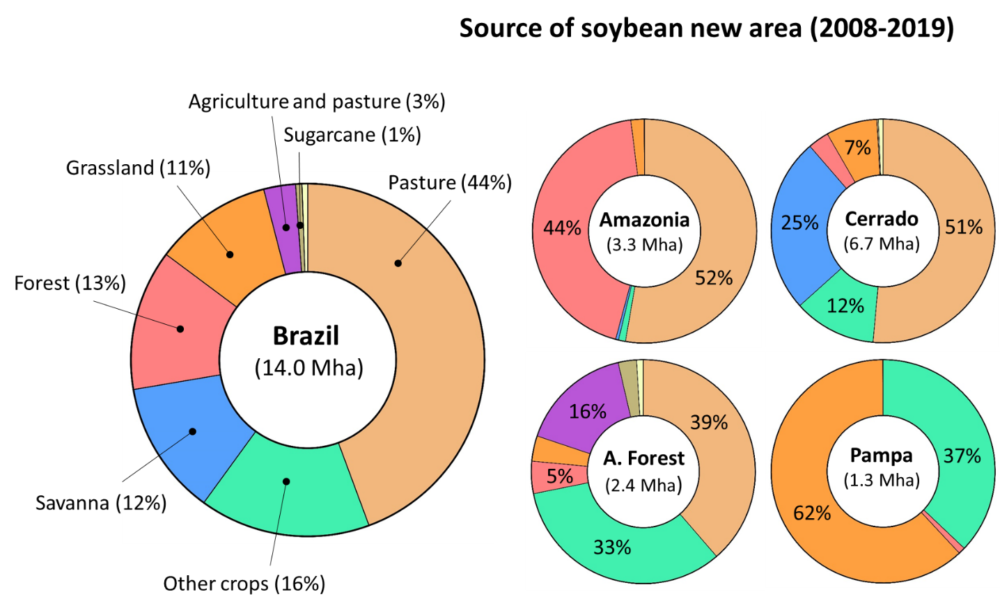 Source of soybean new area (2008-2019)
Agriculture and pasture (3%)
Sugarcane (1%)
Grassland (11%)
Pasture (44%)
Forest (13%)
Brazil
(14.0 Mha)
Savanna (12%)
Other crops (16%)
44%
Amazonia
(3.3 Mha)
52%
7%
25%
Cerrado
(6.7 Mha)
51%
12%
16%
39%
A. Forest
(2.4 Mha)
5%
33%
Pampa
(1.3 Mha)
37%
62%